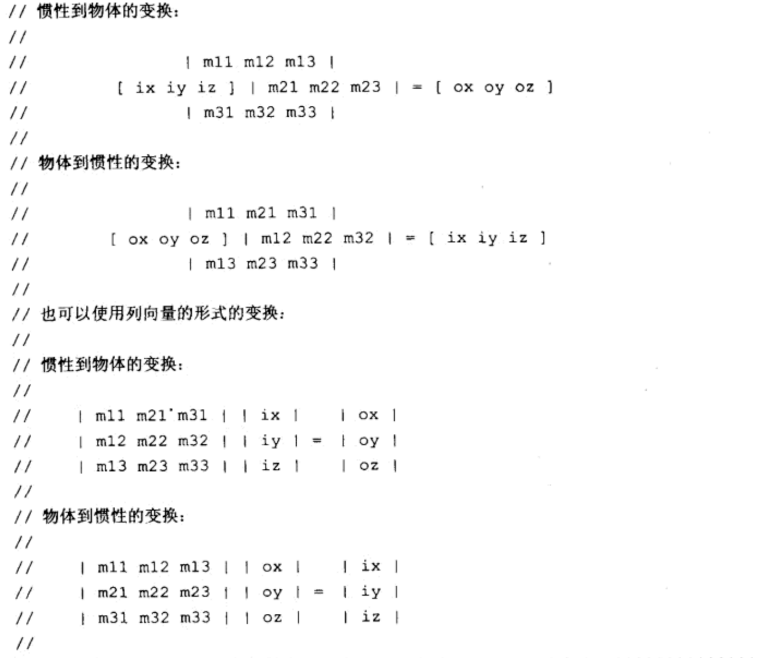 // 惯性到物体的变换:
//
// | m11 m12 m13 |
// [ ix iy iz ] | m21 m22 m23 | = [ ox oy oz ]
// | m31 m32 m33 |
//
// 物体到惯性的变换:
//
// | m11 m21 m31 |
// [ ox oy oz ] | m12 m22 m32 | = [ ix iy iz ]
// | m13 m23 m33 |
//
// 也可以使用列向量的形式的变换:
//
// 惯性到物体的变换:
//
// | m11 m21 m31 | | ix | | ox |
// | m12 m22 m32 | | iy | = | oy |
// | m13 m23 m33 | | iz | | oz |
//
// 物体到惯性的变换:
//
// | m11 m12 m13 | | ox | | ix |
// | m21 m22 m23 | | oy | = | iy |
// | m31 m32 m33 | | oz | | iz |
//